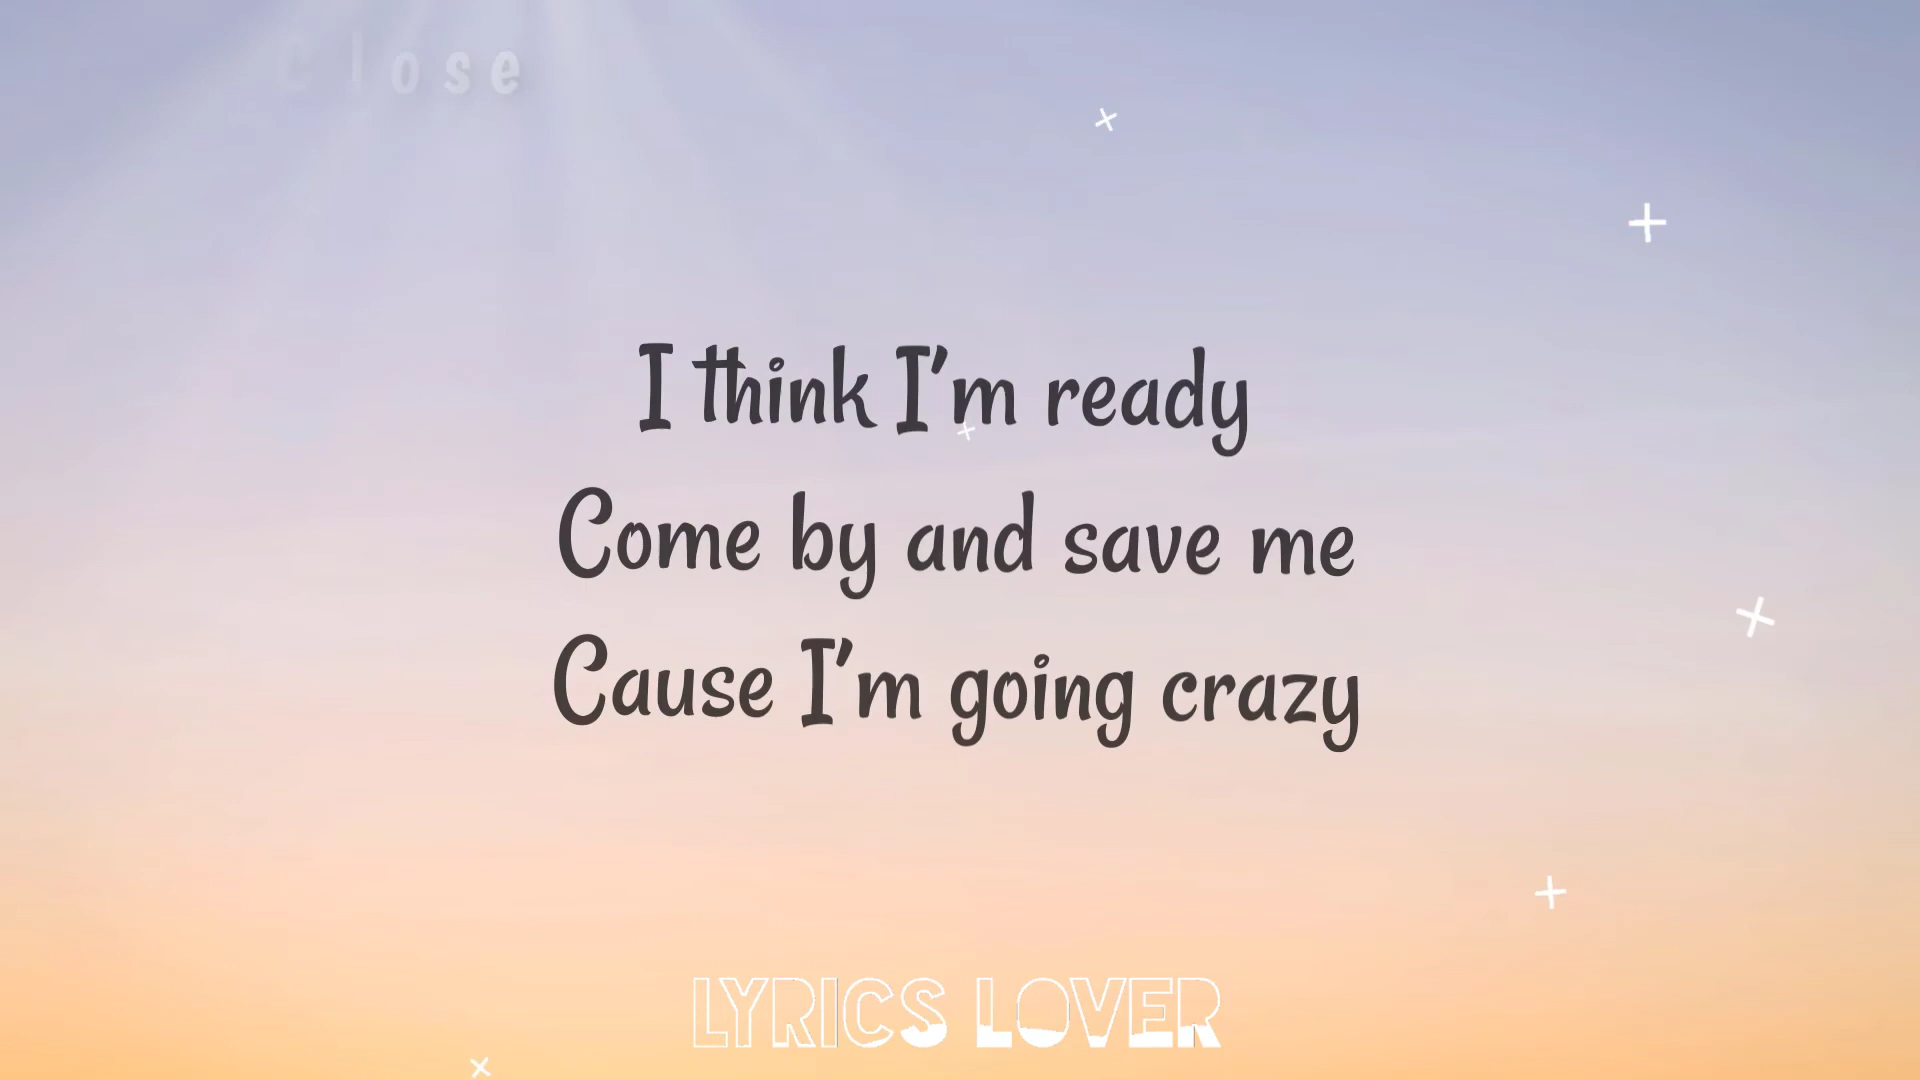 Close
I think I'm ready
Come by and save me
Cause I'm going crazy
LYRICS LOVER